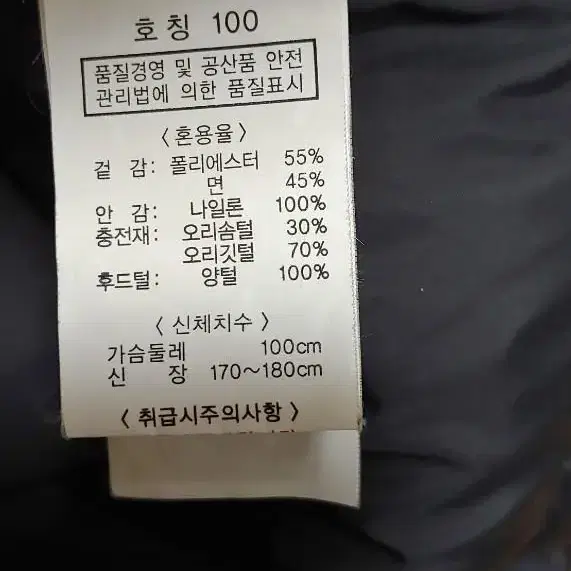 호칭 100
품질경영 및 공산품 안전
관리법에 의한 품질표시
〈혼용율〉
겉 감: 폴리에스터 55%
면 45%
안 감: 나일론 100%
충전재: 오리솜털 30%
오리깃털 70%
후드털: 양털 100%
〈신체치수〉
가슴둘레 100cm
신 장 170~180cm
〈취급시주의사항〉